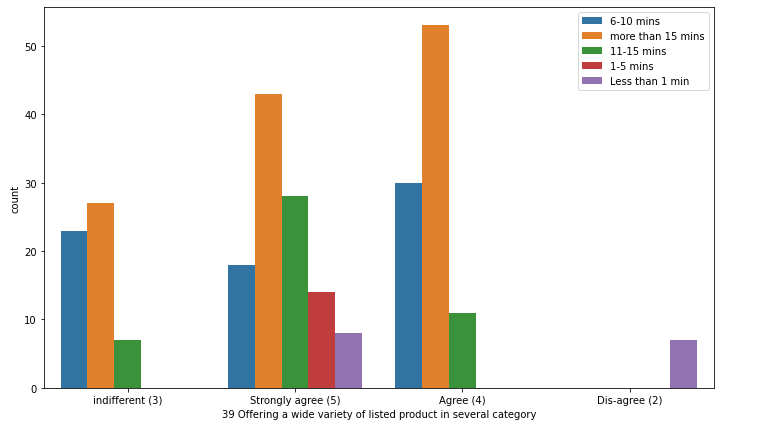 6-10 mins
more than 15 mins
11-15 mins
1-5 mins
Less than 1 min
count
50
40
30
20
10
0
indifferent (3) Strongly agree (5) Agree (4) Dis-agree (2)
39 Offering a wide variety of listed product in several category